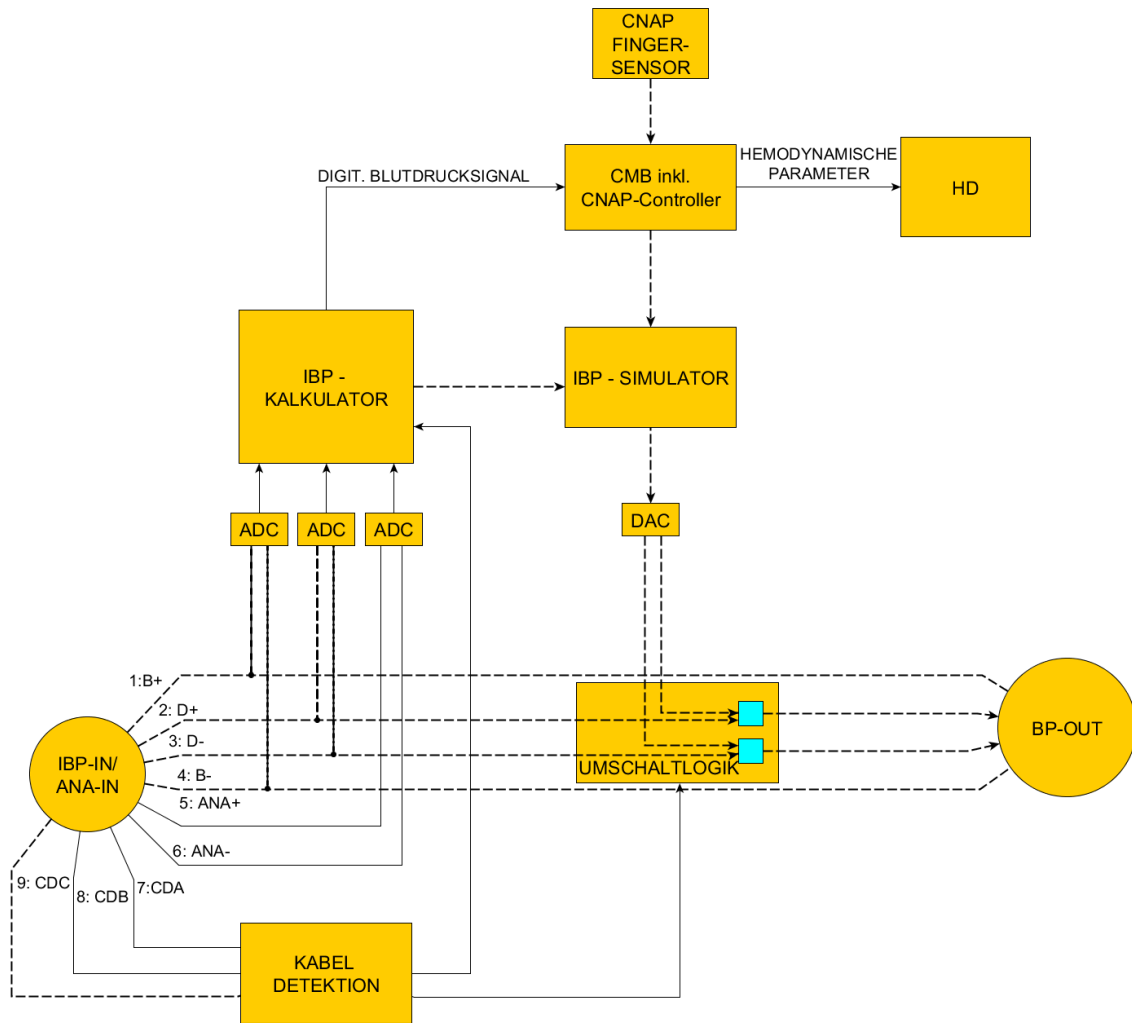 CNAP
FINGER-
SENSOR
DIGIT. BLUTDRUCKSIGNAL
CMB inkl.
CNAP-Controller
HEMODYNAMISCHE
PARAMETER
HD
IBP -
KALKULATOR
IBP - SIMULATOR
ADC
ADC
ADC
DAC
1:B+
2: D+
3: D-
4: B-
5: ANA+
6: ANA-
7:CDA
8: CDB
9: CDC
IBP-IN/
ANA-IN
UMSCHALTLOGIK
BP-OUT
KABEL
DETEKTION